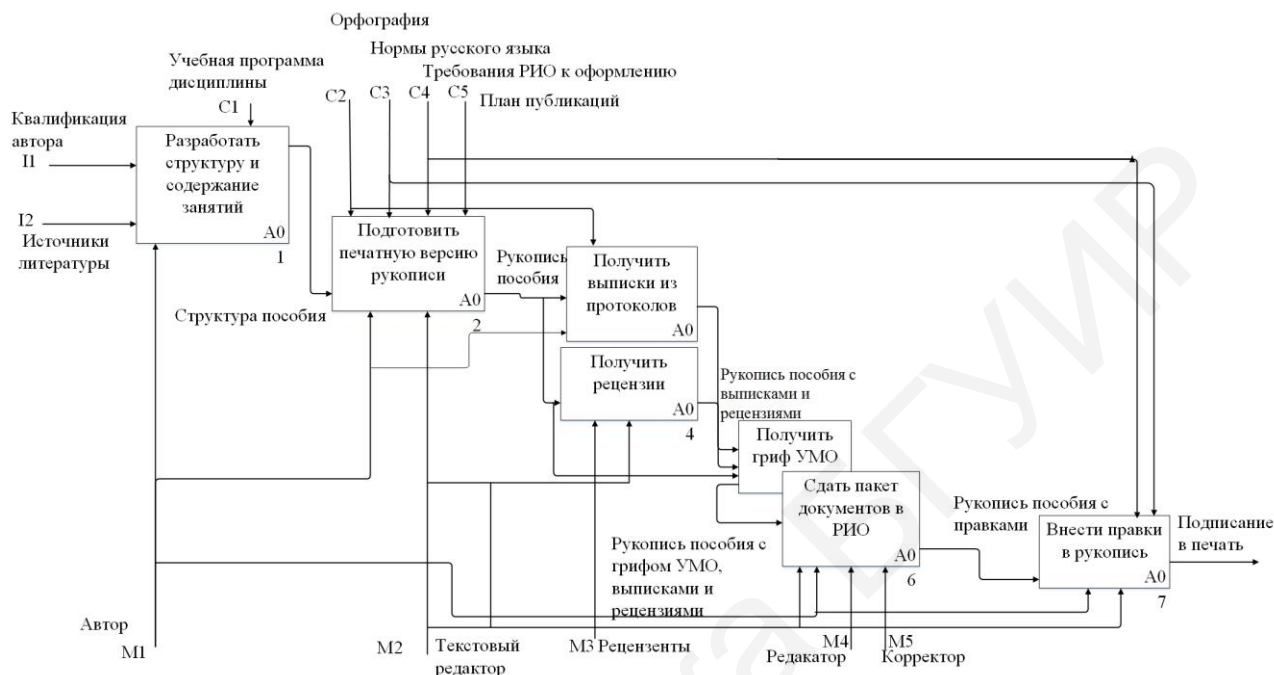 Орфография
Нормы русского языка
Учебная программа
дисциплины
Требования РИО к оформлению
C1
C2
C3
C4
C5
План публикаций
Квалификация
автора
I1
Разработать
структуру и
содержание
занятий
A0
1
I2
Источники
литературы
Подготовить
печатную версию
рукописи
A0
2
Структура пособия
Рукопись
пособия
Получить
выписки из
протоколов
A0
Получить
рецензии
A0
4
Рукопись пособия с
выписками и
рецензиями
Получить
гриф УМО
Сдать пакет
документов в
РИО
A0
6
Рукопись пособия с
правками
Внести правки
в рукопись
A0
7
Подписание
в печать
Рукопись пособия с
грифом УМО,
выписками и
рецензиями
Автор
M1
M2
Текстовый
редактор
M3 Рецензенты
M4
Редакатор
M5
Корректор
БГУИР